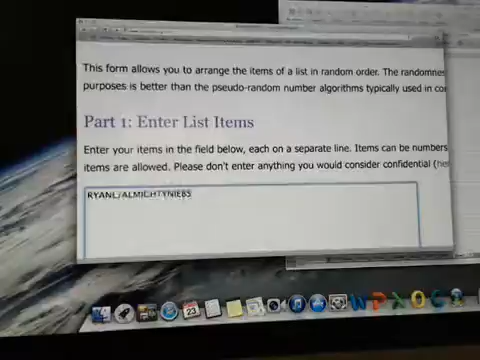 This form allows you to arrange the items of a list in random order. The
purposes is better than the pseudo-random number algorithms typically used in
Part 1: Enter List Items
Enter your items in the field below, each on a separate line. Items can be numbers
items are allowed. Please don't enter anything you would consider confidential
RYANL/ALMIGHTYNIEBS
23